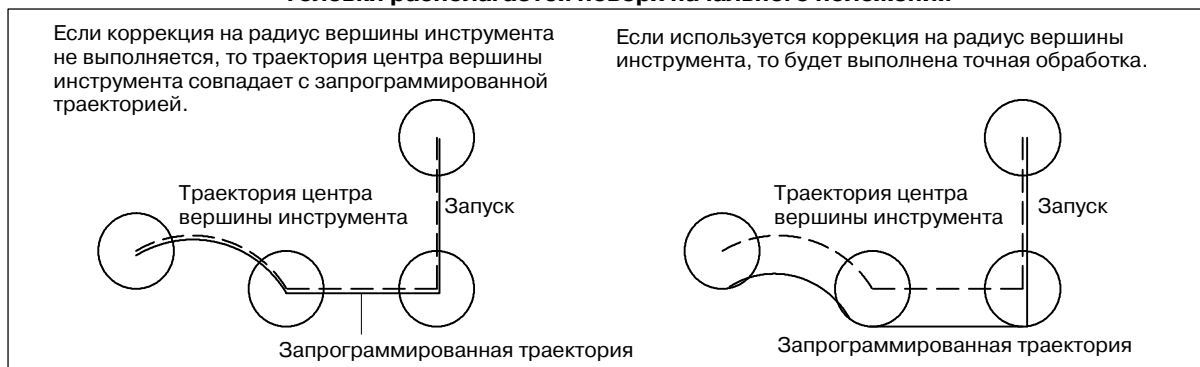 Если коррекция на радиус вершины инструмента
не выполняется, то траектория центра вершины
инструмента совпадает с запрограммированной
траекторией.
Траектория центра
вершины инструмента
Запуск
Запрограммированная траектория
Если используется коррекция на радиус вершины
инструмента, то будет выполнена точная обработка.
Траектория центра
вершины инструмента
Запуск
Запрограммированная траектория